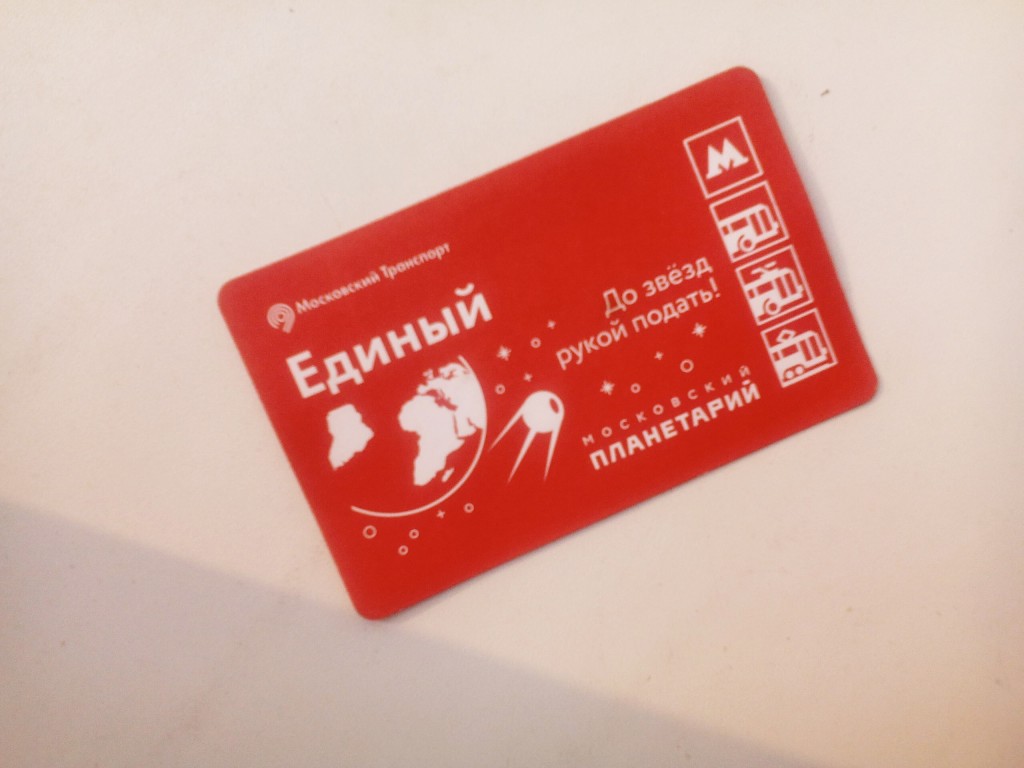 Московский Транспорт
Единый
До звёзд
рукой подать!
МОСКОВСКИЙ
ПЛАНЕТАРИЙ
М